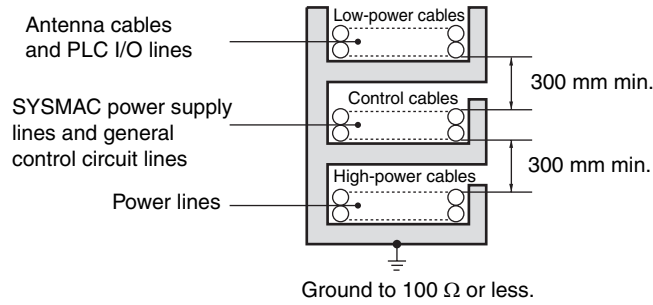 Low-power cables
Antenna cables
and PLC I/O lines
300 mm min.
Control cables
SYSMAC power supply
lines and general
control circuit lines
300 mm min.
High-power cables
Power lines
Ground to 100 Ω or less.